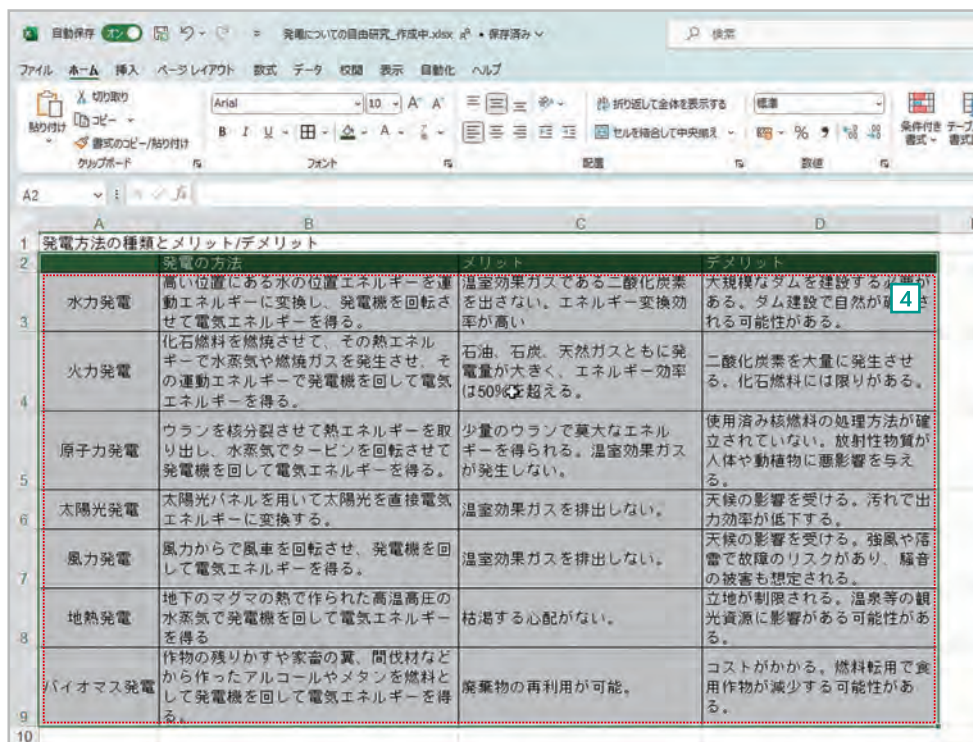 自動保存 オン 発電についての自由研究_作成中.xlsx • 保存済み 検索
ファイル ホーム 挿入 ページ レイアウト 数式 データ 校閲 表示 自動化 ヘルプ
貼り付け 切り取り Arial 10 A A 折り返して全体を表示する 標準
コピー B I U A セルを結合して中央揃え % 条件付き テーブ
書式のコピー/貼り付け 書式 書式
クリップボード フォント 配置 数値
A2 fx
A B C D
1 発電方法の種類とメリット/デメリット
2 発電の方法 メリット デメリット
3 水力発電
高い位置にある水の位置エネルギーを運
動エネルギーに変換し、発電機を回転さ
せて電気エネルギーを得る。
温室効果ガスである二酸化炭素
を出さない。エネルギー変換効
率が高い
大規模なダムを建設する必要が
ある。ダム建設で自然が
れる可能性がある。
4
4 火力発電
化石燃料を燃焼させて、その熱エネル
ギーで水蒸気や燃焼ガスを発生させ、そ
の運動エネルギーで発電機を回して電気
エネルギーを得る。
石油、石炭、天然ガスともに発
電量が大きく、エネルギー効率
は50%を超える。
二酸化炭素を大量に発生させ
る。化石燃料には限りがある。
5 原子力発電
ウランを核分裂させて熱エネルギーを取
り出し、水蒸気でタービンを回転させて
発電機を回して電気エネルギーを得る。
少量のウランで莫大なエネル
ギーを得られる。温室効果ガス
が発生しない。
使用済み核燃料の処理方法が確
立されていない。放射性物質が
人体や動植物に悪影響を与え
る。
6 太陽光発電
太陽光パネルを用いて太陽光を直接電気
エネルギーに変換する。
温室効果ガスを排出しない。
天候の影響を受ける。汚れで出
力効率が低下する。
7 風力発電
風力からで風車を回転させ、発電機を回
して電気エネルギーを得る。
温室効果ガスを排出しない。
天候の影響を受ける。強風や落
雷で故障のリスクがあり、騒音
の被害も想定される。
8 地熱発電
地下のマグマの熱で作られた高温高圧の
水蒸気で発電機を回して電気エネルギー
を得る
枯渇する心配がない。
立地が制限される。温泉等の観
光資源に影響がある可能性があ
る。
9 バイオマス発電
作物の残りかすや家畜の糞、間伐材など
から作ったアルコールやメタンを燃料と
して発電機を回して電気エネルギーを得
る。
廃棄物の再利用が可能。
コストがかかる。燃料転用で食
用作物が減少する可能性があ
る。
10